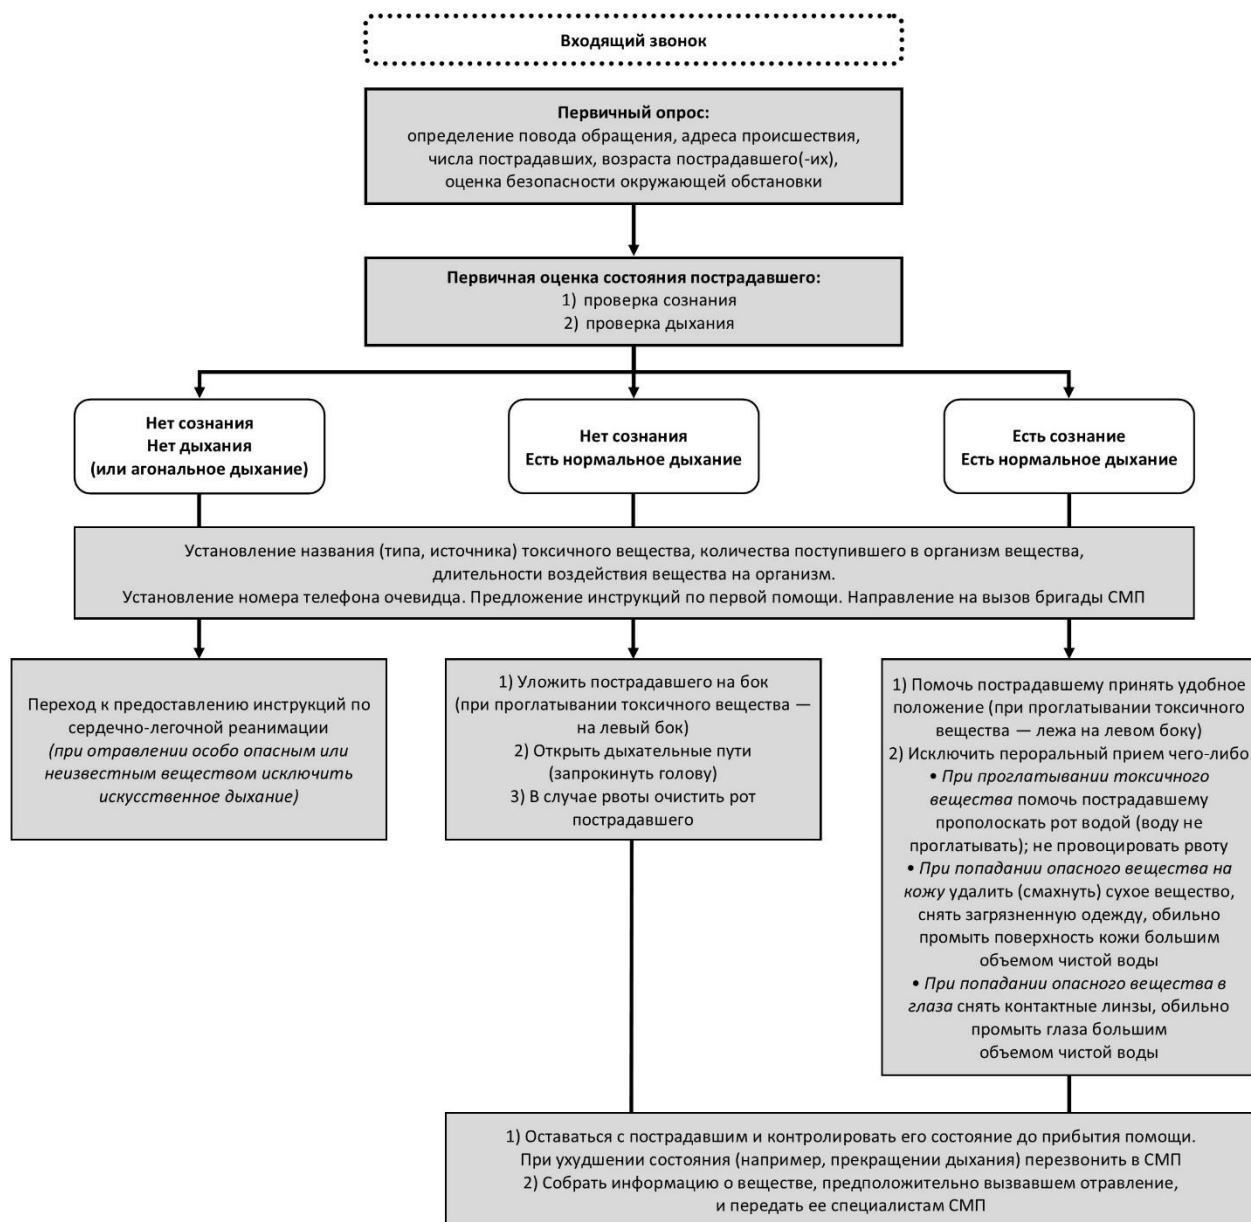 Входящий звонок
Первичный опрос:
определение повода обращения, адреса происшествия,
числа пострадавших, возраста пострадавшего(-их),
оценка безопасности окружающей обстановки
Первичная оценка состояния пострадавшего:
1) проверка сознания
2) проверка дыхания
Нет сознания
Нет дыхания
(или агональное дыхание)
Нет сознания
Есть нормальное дыхание
Есть сознание
Есть нормальное дыхание
Установление названия (типа, источника) токсичного вещества, количества поступившего в организм вещества,
длительности воздействия вещества на организм.
Установление номера телефона очевидца. Предложение инструкций по первой помощи. Направление на вызов бригады СМП
Переход к предоставлению инструкций по
сердечно-легочной реанимации
(при отравлении особо опасным или
неизвестным веществом исключить
искусственное дыхание)
1) Уложить пострадавшего на бок
(при проглатывании токсичного вещества —
на левый бок)
2) Открыть дыхательные пути
(запрокинуть голову)
3) В случае рвоты очистить рот
пострадавшего
1) Помочь пострадавшему принять удобное
положение (при проглатывании токсичного
вещества — лежа на левом боку)
2) Исключить пероральный прием чего-либо
• При проглатывании токсичного
вещества помочь пострадавшему
прополоскать рот водой (воду не
проглатывать); не провоцировать рвоту
• При попадании опасного вещества на
кожу удалить (смахнуть) сухое вещество,
снять загрязненную одежду, обильно
промыть поверхность кожи большим
объемом чистой воды
• При попадании опасного вещества в
глаза снять контактные линзы, обильно
промыть глаза большим
объемом чистой воды
1) Оставаться с пострадавшим и контролировать его состояние до прибытия помощи.
При ухудшении состояния (например, прекращении дыхания) перезвонить в СМП
2) Собрать информацию о веществе, предположительно вызвавшем отравление,
и передать ее специалистам СМП